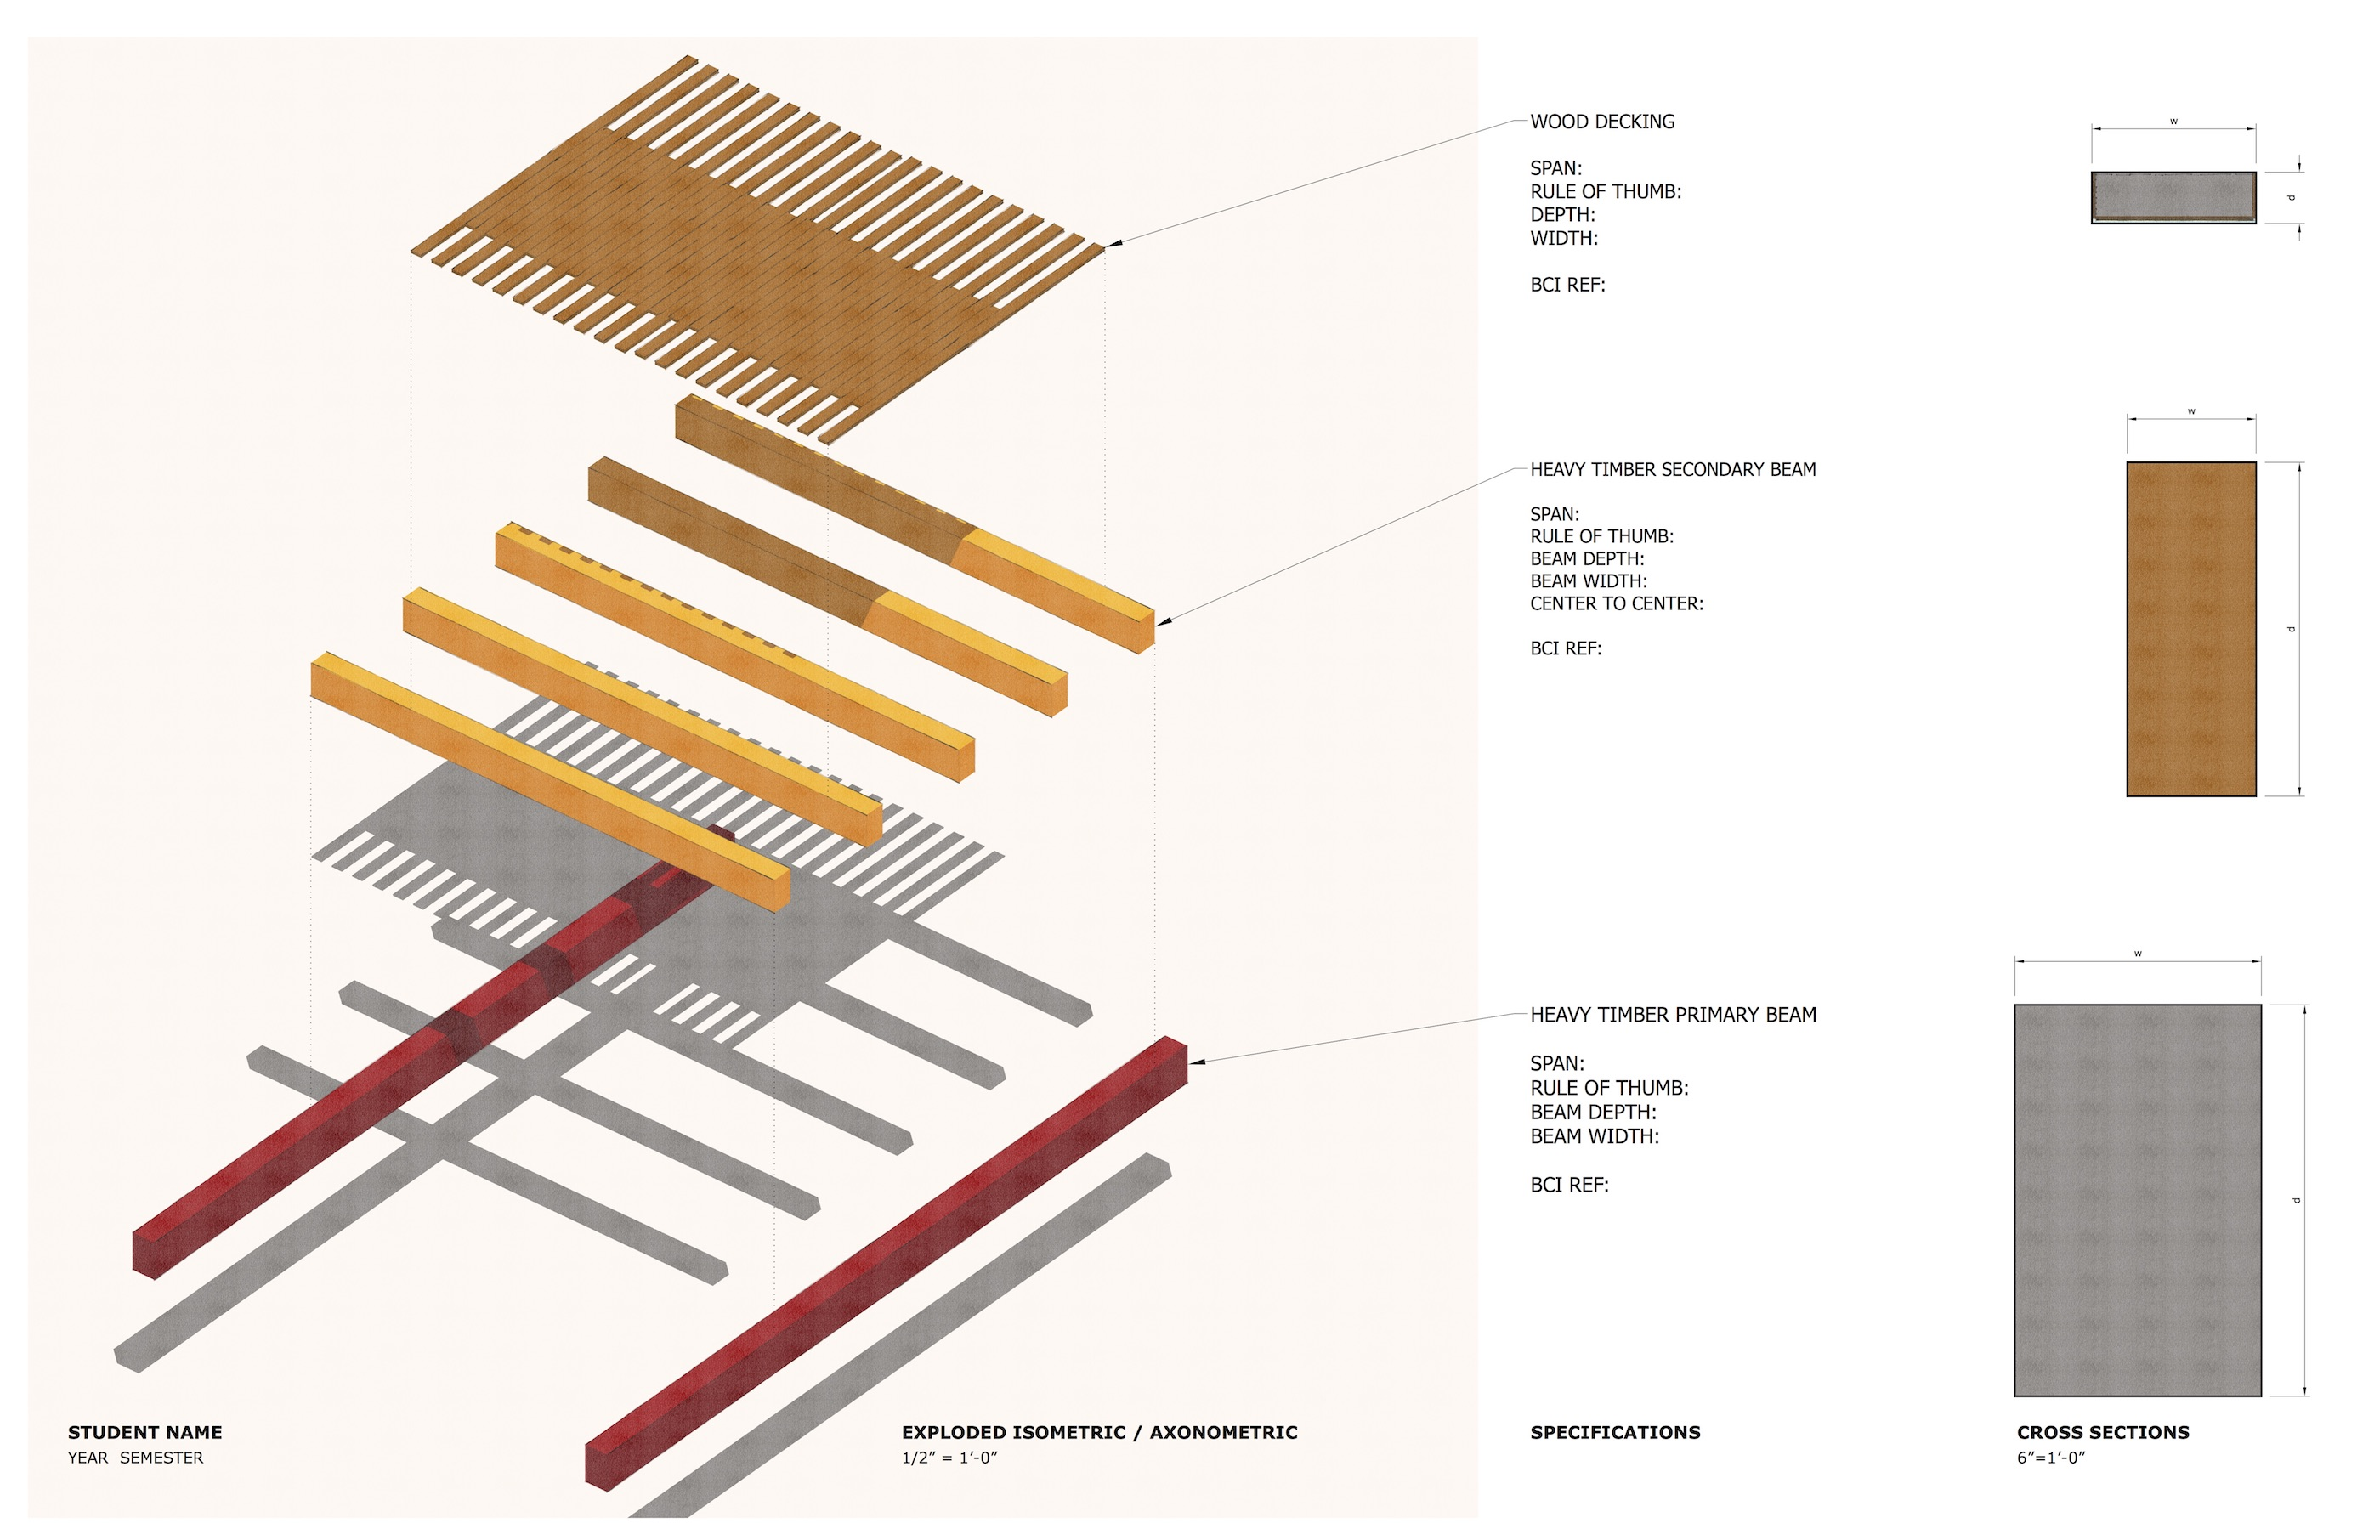 w
WOOD DECKING
SPAN:
RULE OF THUMB:
DEPTH:
WIDTH:
BCI REF:
d
w
HEAVY TIMBER SECONDARY BEAM
SPAN:
RULE OF THUMB:
BEAM DEPTH:
BEAM WIDTH:
CENTER TO CENTER:
BCI REF:
d
w
HEAVY TIMBER PRIMARY BEAM
SPAN:
RULE OF THUMB:
BEAM DEPTH:
BEAM WIDTH:
BCI REF:
d
STUDENT NAME
YEAR SEMESTER
EXPLODED ISOMETRIC / AXONOMETRIC
1/2” = 1’-0”
SPECIFICATIONS
CROSS SECTIONS
6”=1’-0”